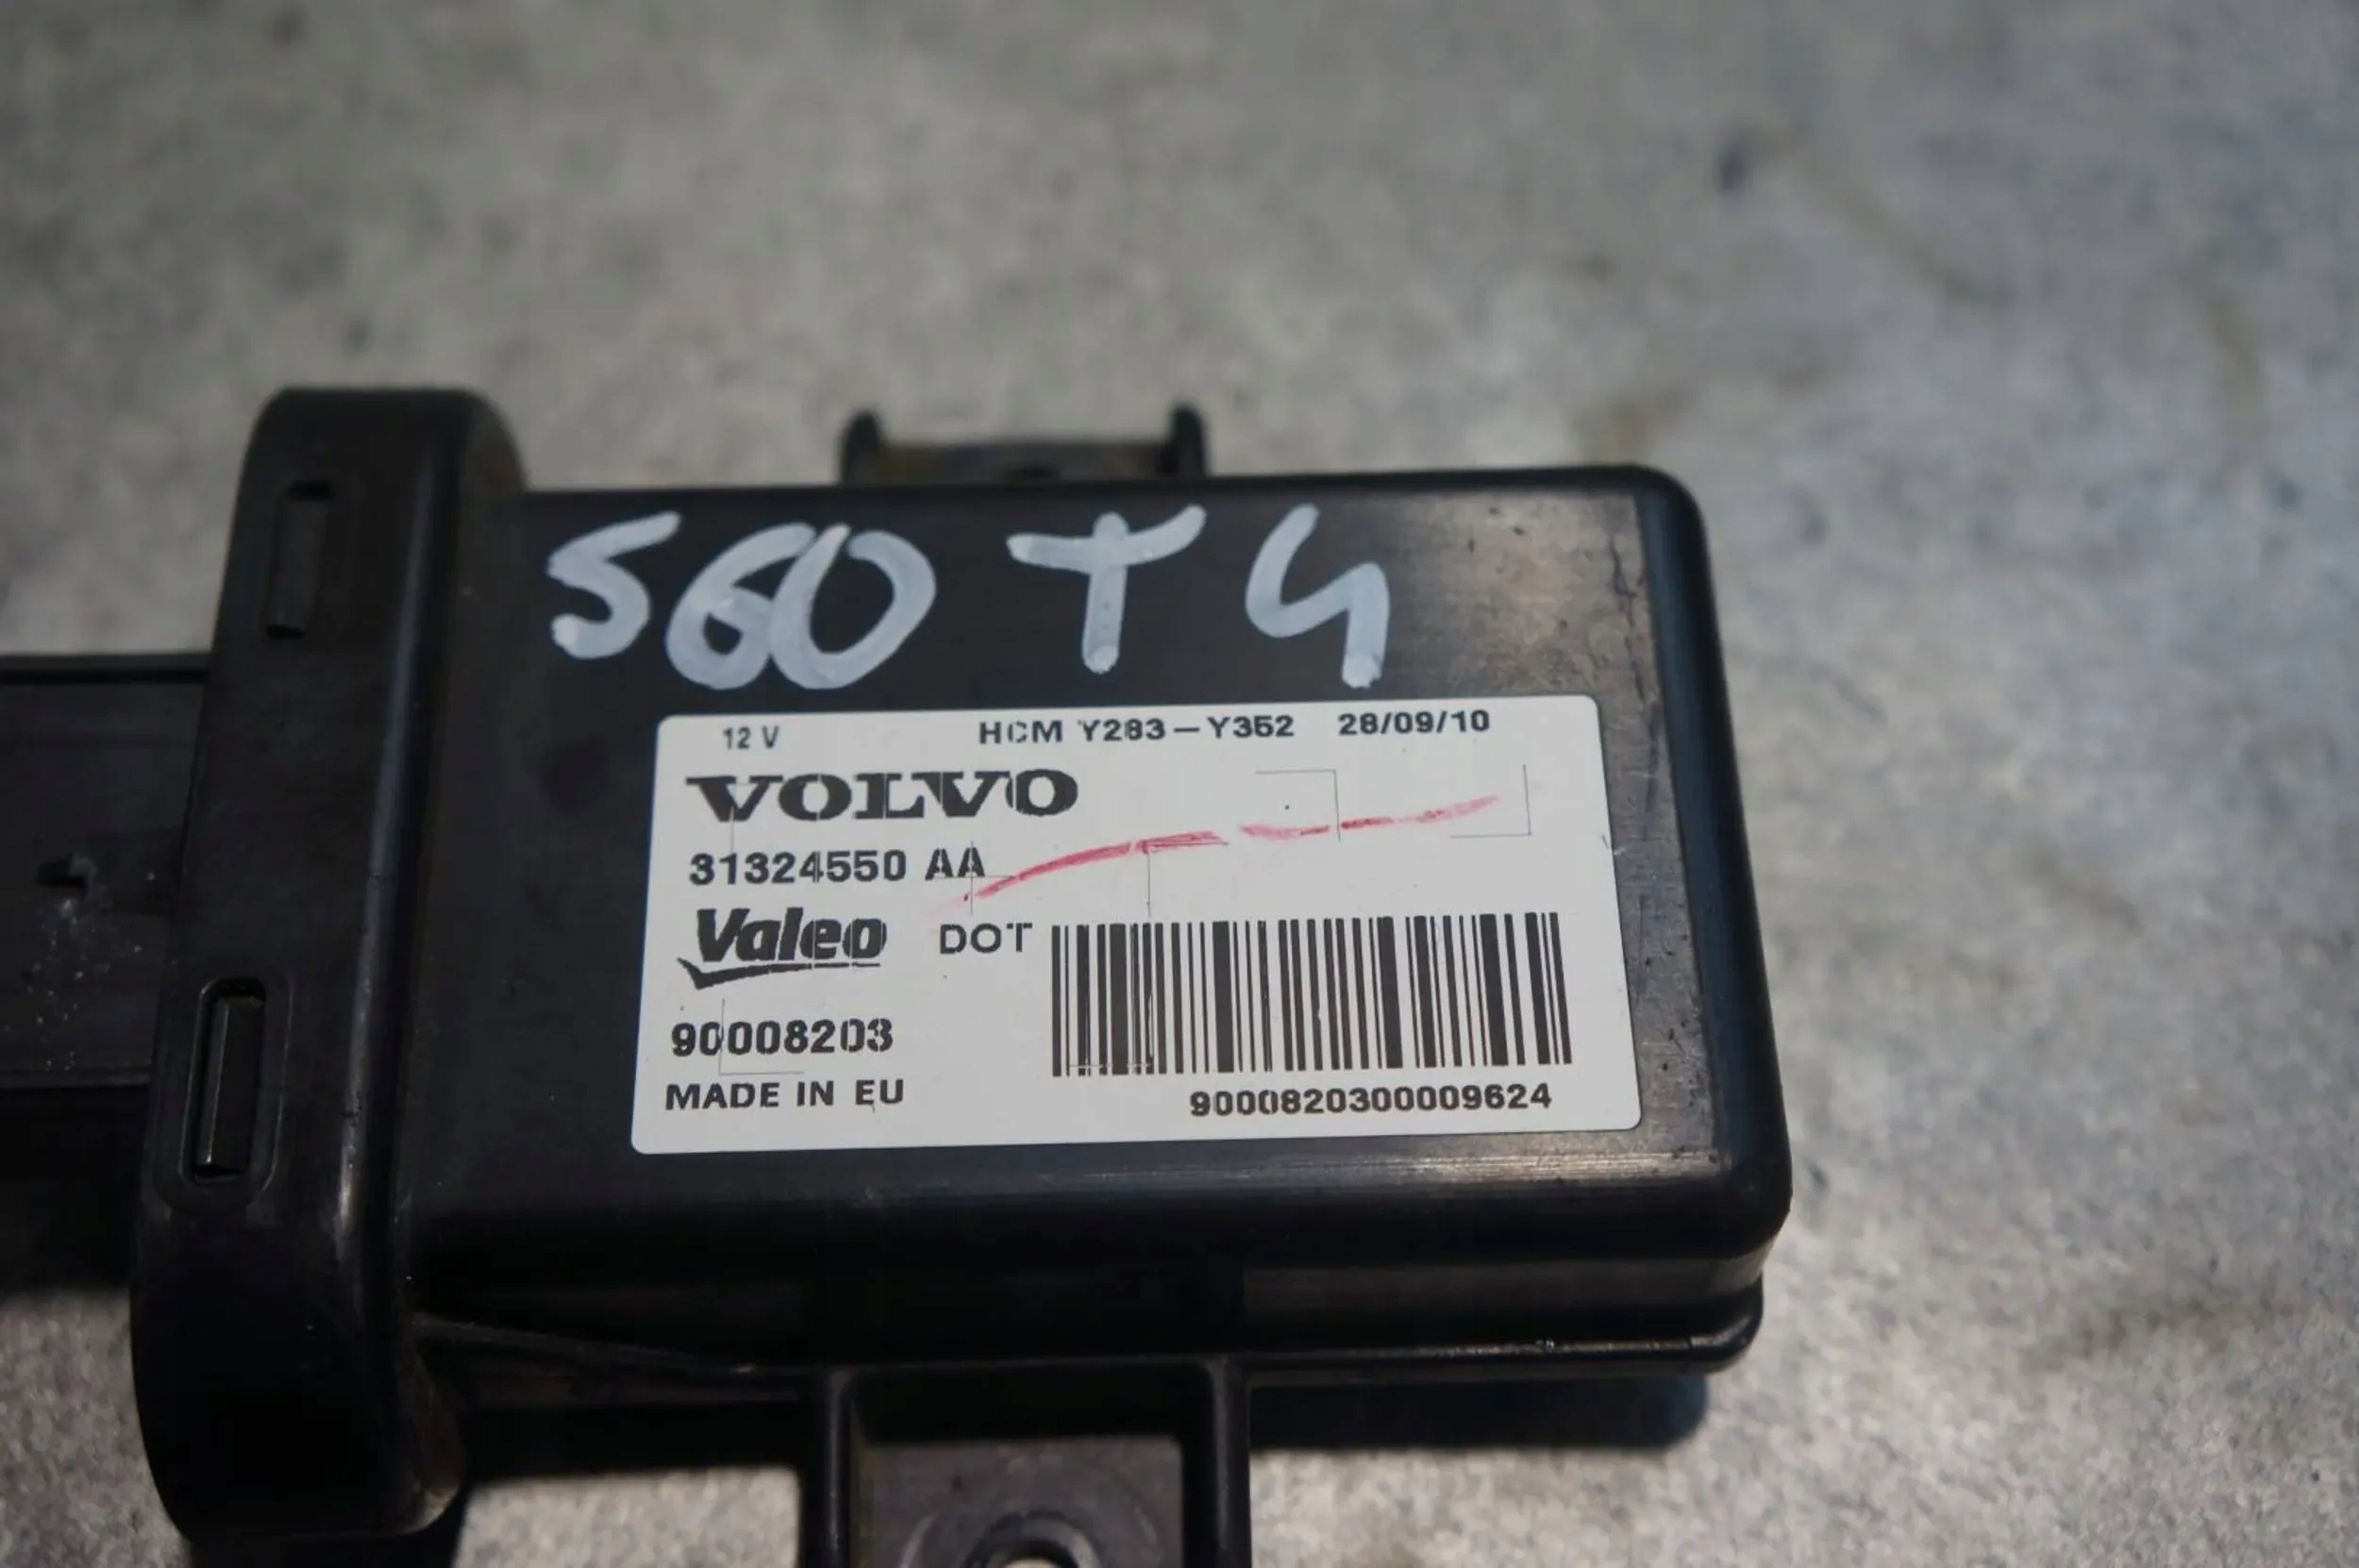 S60 T4
12 V HCM Y283-Y352 28/09/10
VOLVO
31324550 AA
Valeo DOT
90008203
MADE IN EU
9000820300009624